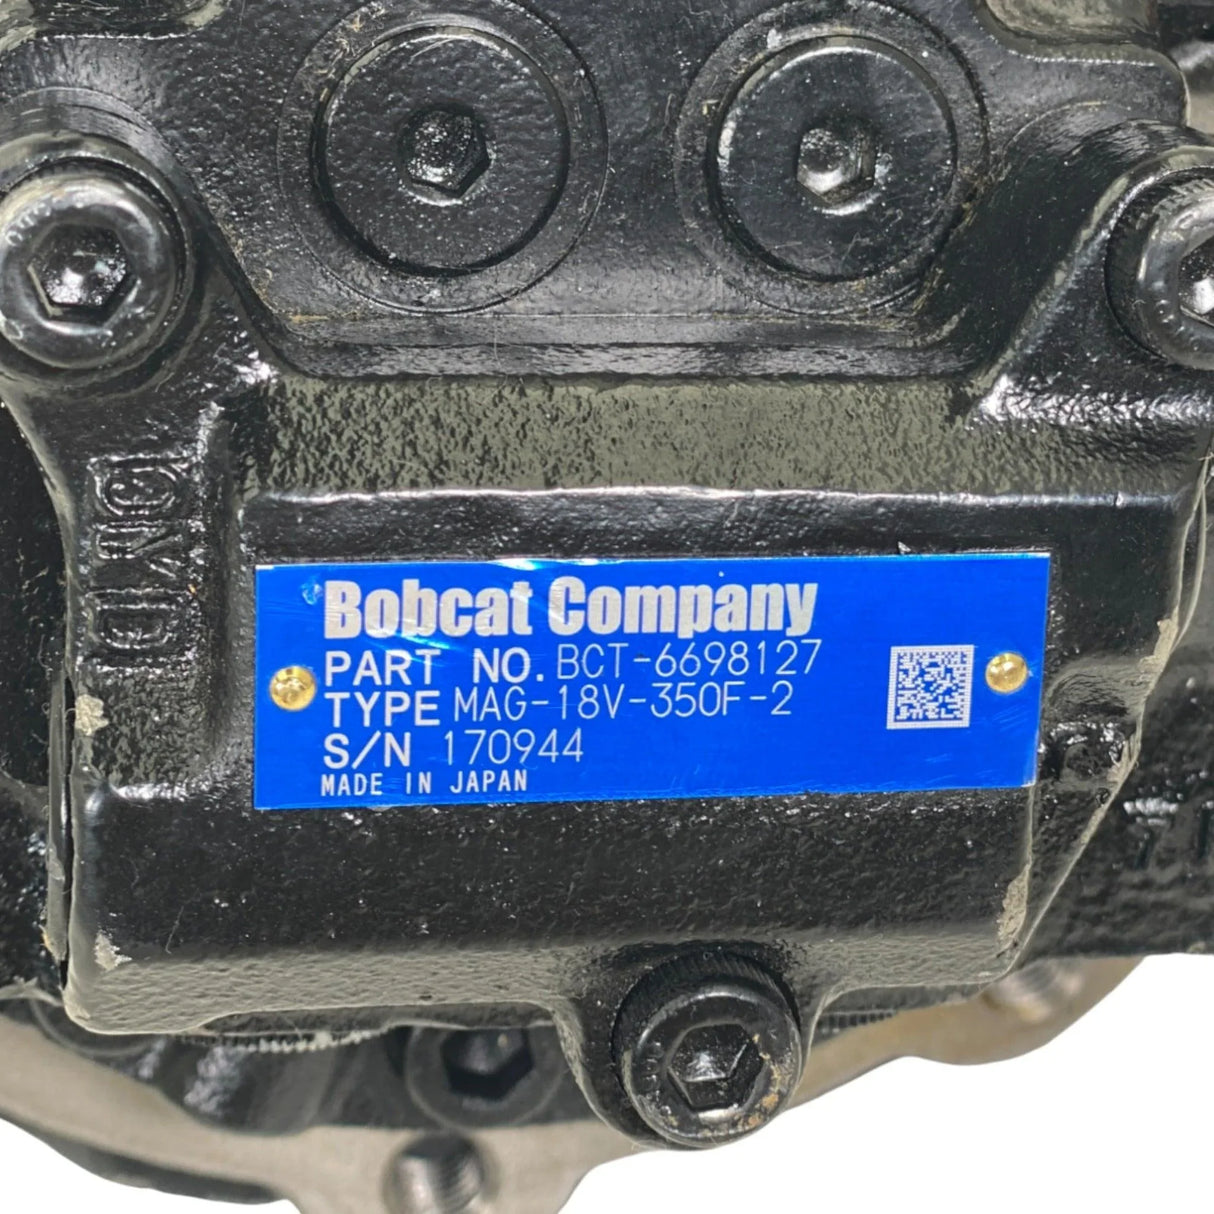 Bobcat Company
PART NO. BCT-6698127
TYPE MAG-18V-350F-2
S/N 170944
MADE IN JAPAN